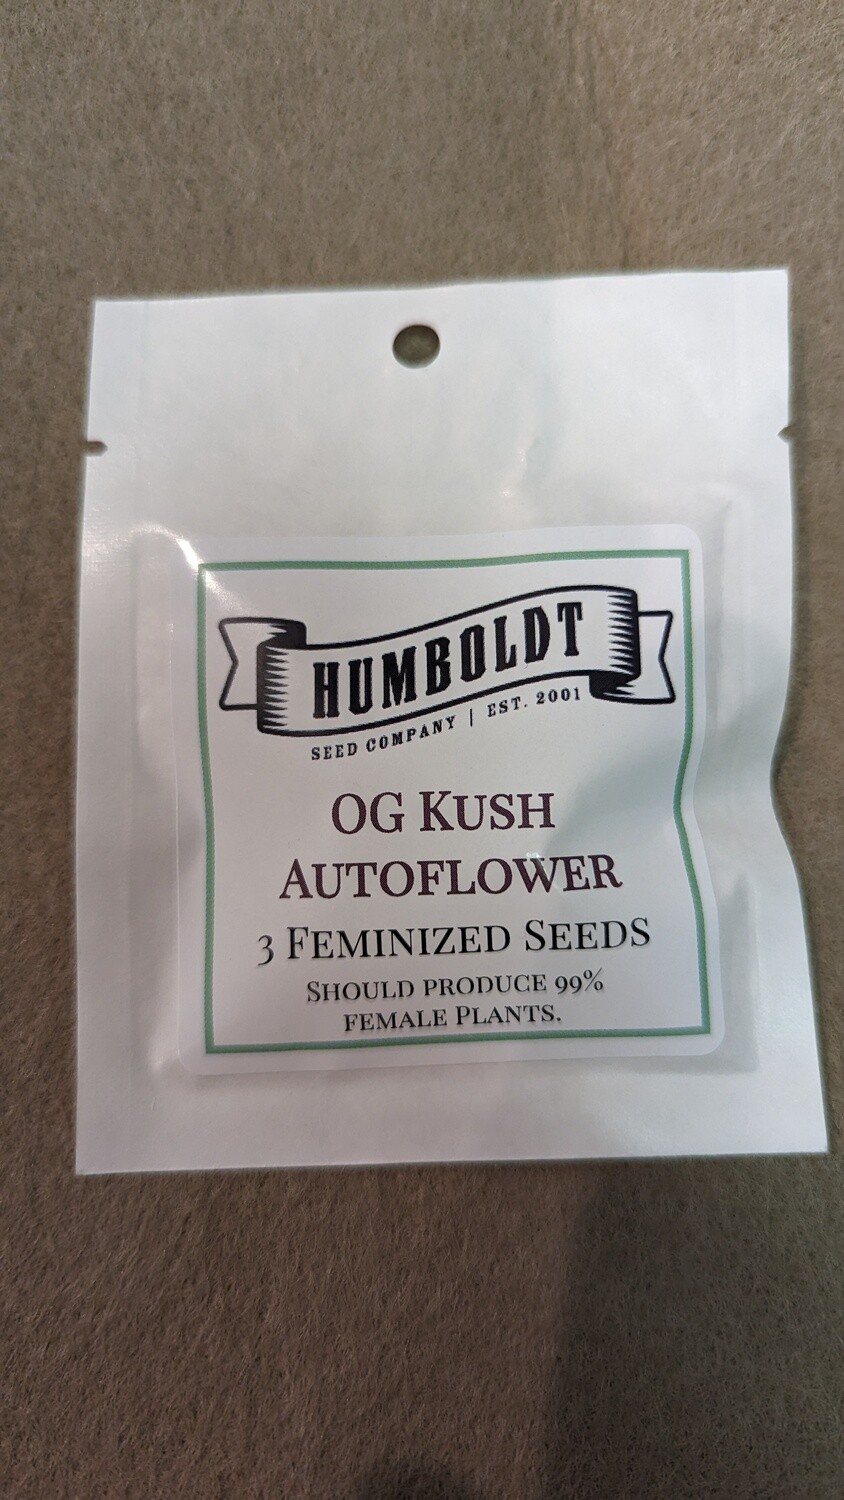 HUMBOLDT
SEED COMPANY | EST. 2001
OG KUSH
AUTOFLOWER
3 FEMINIZED SEEDS
SHOULD PRODUCE 99%
FEMALE PLANTS.